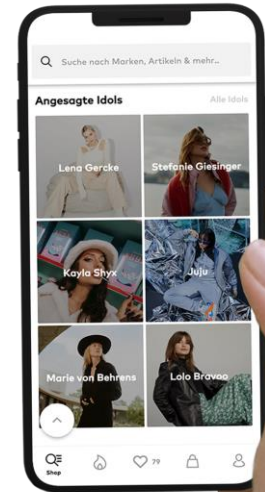 Suche nach Marken, Artikeln & mehr...
Angesagte Idols
Alle Idols
Lena Gercke
Stefanie Giesinger
Kayla Shyx
Juju
Marie von Behrens
Lolo Bravoo
79
Shop